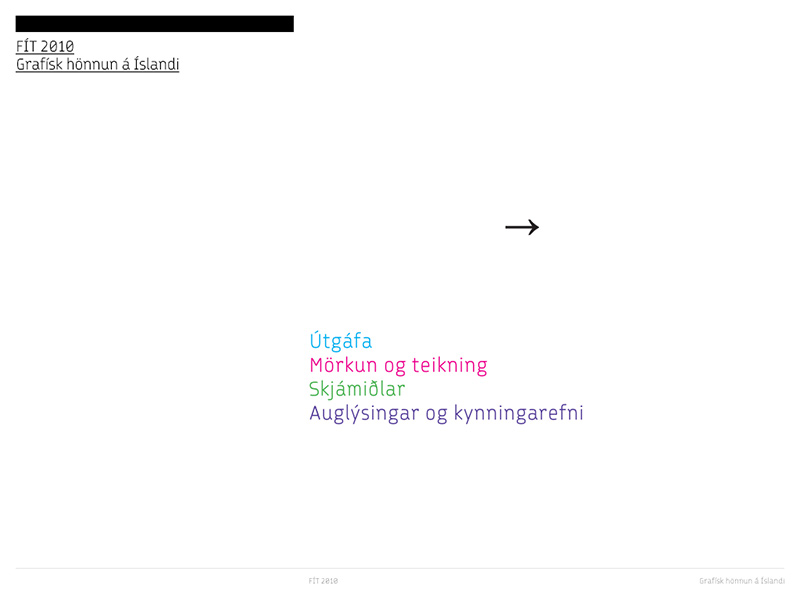 FÍT 2010
Grafísk hönnun á Íslandi
→
Útgáfa
Mörkun og teikning
Skjámiðlar
Auglýsingar og kynningarefni
FÍT 2010
Grafísk hönnun á Íslandi